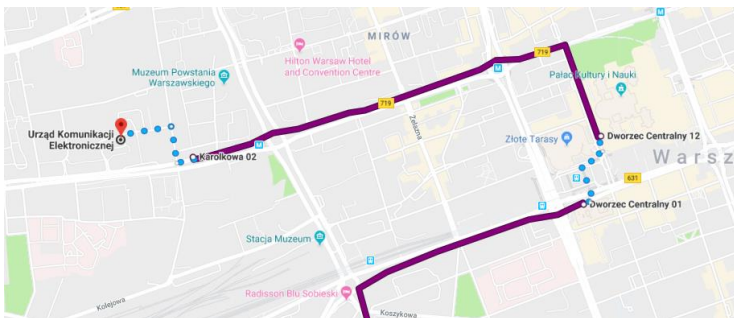 MIRÓW
719
Hilton Warsaw Hotel
and Convention Centre
Muzeum Powstania
Warszawskiego
Pałac Kultury i Nauki
719
Urząd Komunikacji
Elektronicznej
Żelazna
Złote Tarasy
Dworzec Centralny 12
Karolkowa 02
Warsz
631
Dworzec Centralny 01
Stacja Muzeum
Radisson Blu Sobieski
Kolejowa
Koszykowa